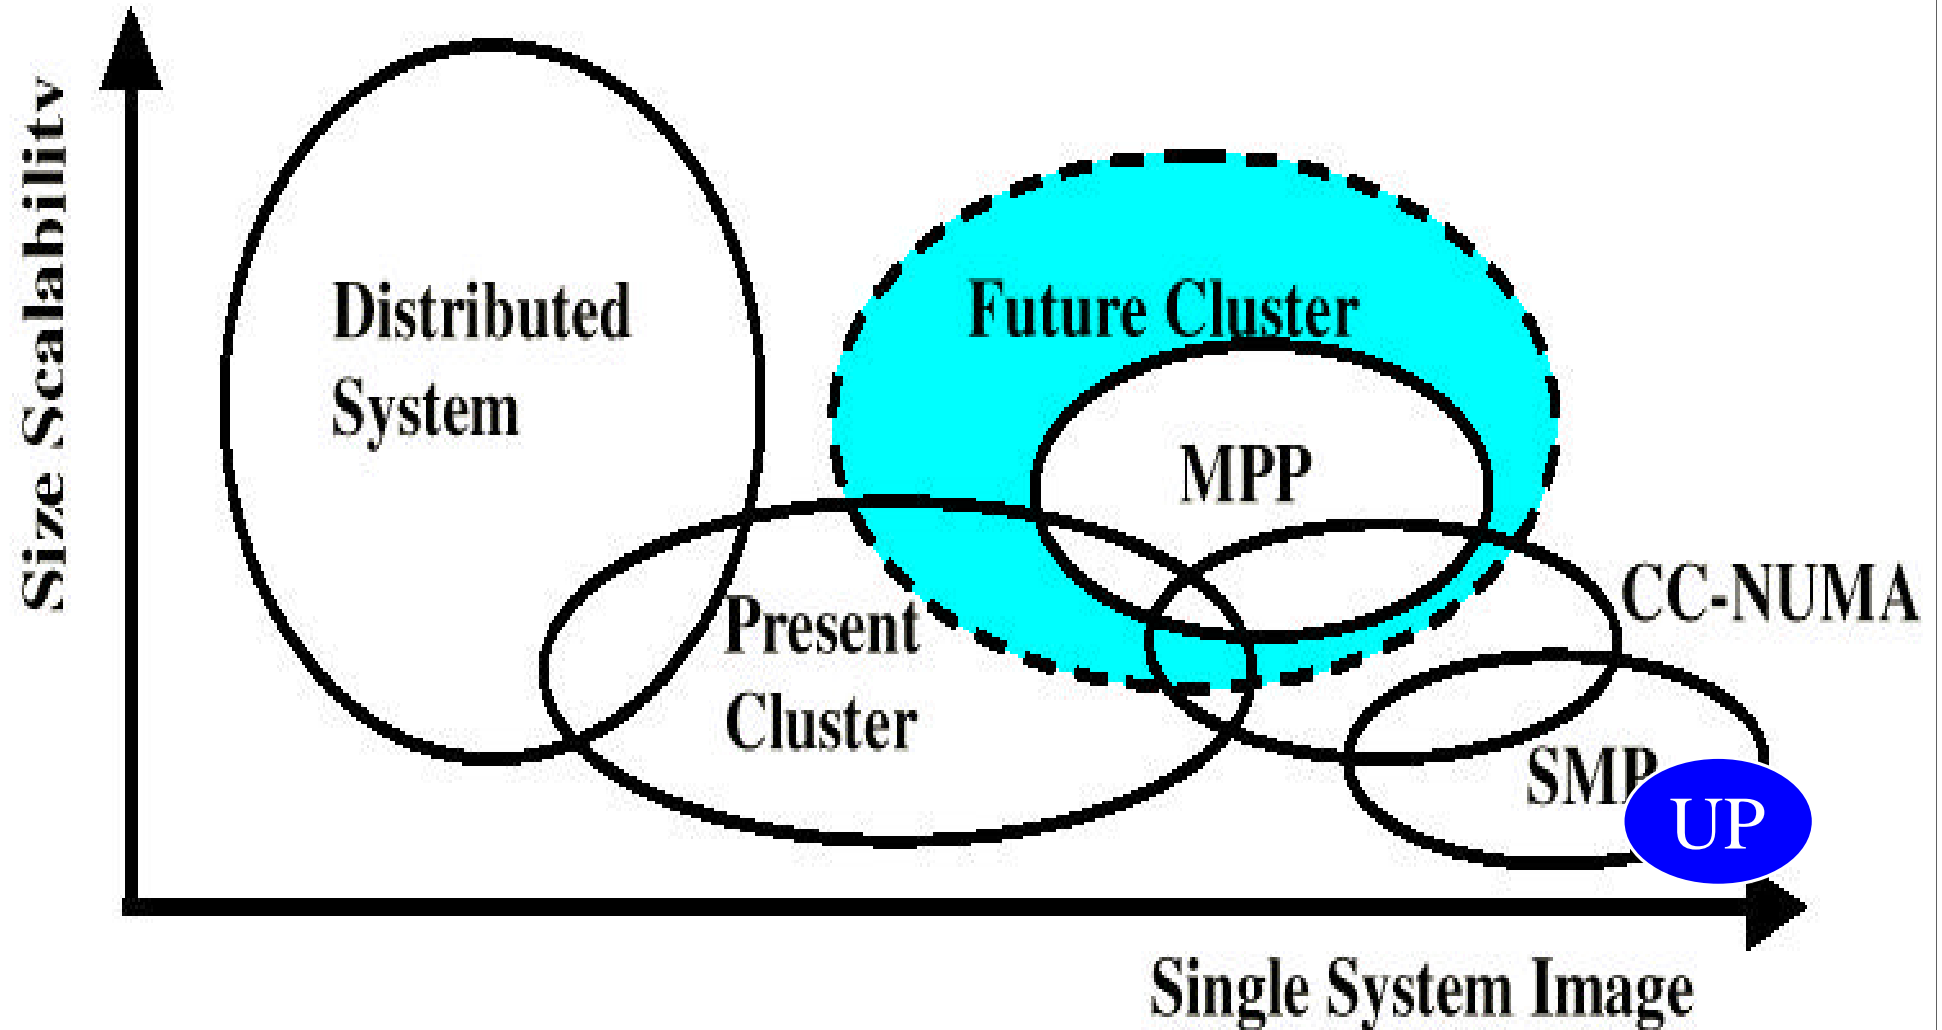 Size Scalability
Distributed
System
Future Cluster
MPP
CC-NUMA
Present
Cluster
SMP
UP
Single System Image